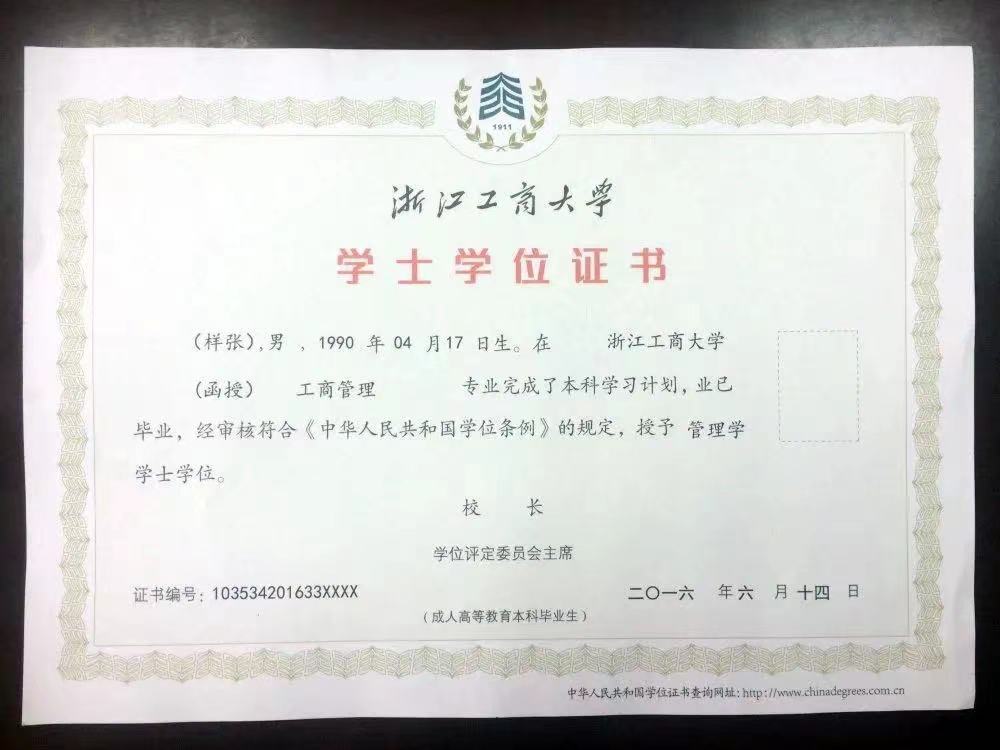 1911
浙江工商大学
学士学位证书
(样张),男 、1990 年 04 月17 日生。在 浙江工商大学
(函授) 工商管理 专业完成了本科学习计划,业已
毕业,经审核符合《中华人民共和国学位条例》的规定,授予 管理学
学士学位。
校 长
学位评定委员会主席
证书编号:103534201633XXXX 二〇一六 年 六 月 十四 日
(成人高等教育本科毕业生)
中华人民共和国学位证书查询网址:http://www.chinadegrees.com.cn